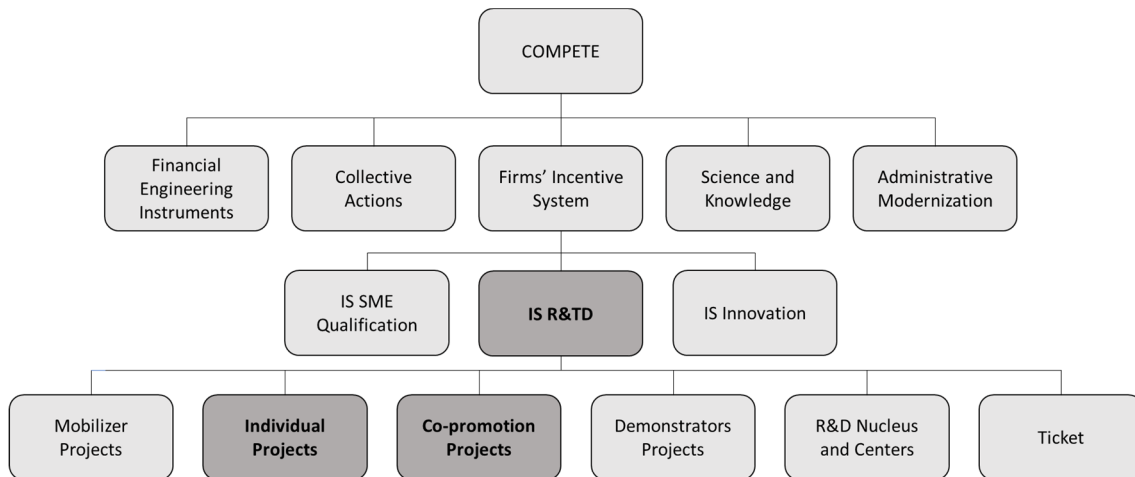 COMPETE
Financial
Engineering
Instruments
Collective
Actions
Firms’ Incentive
System
Science and
Knowledge
Administrative
Modernization
IS SME
Qualification
IS R&TD
IS Innovation
Mobilizer
Projects
Individual
Projects
Co-promotion
Projects
Demonstrators
Projects
R&D Nucleus
and Centers
Ticket